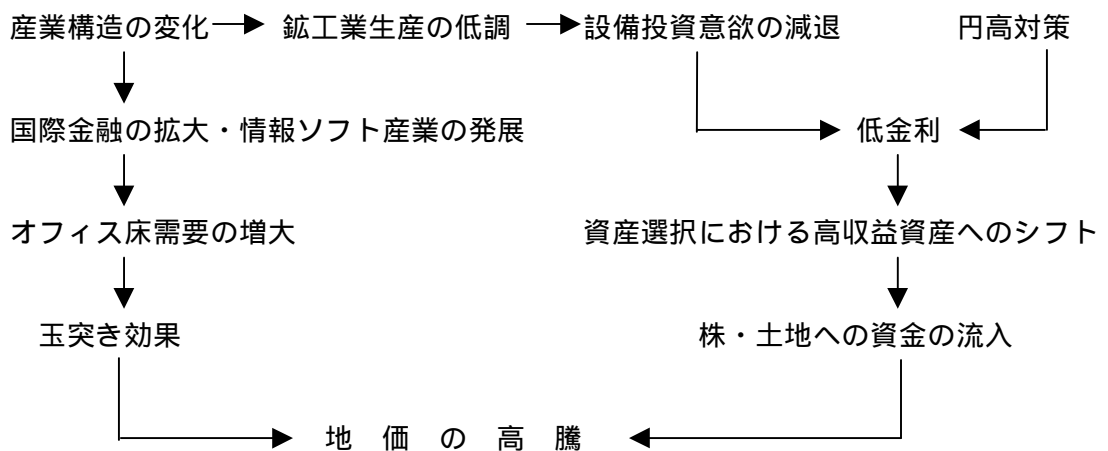 産業構造の変化 鉱工業生産の低調 設備投資意欲の減退 円高対策
国際金融の拡大・情報ソフト産業の発展 低金利
オフィス床需要の増大 資産選択における高収益資産へのシフト
玉突き効果 株・土地への資金の流入
地 価 の 高 騰